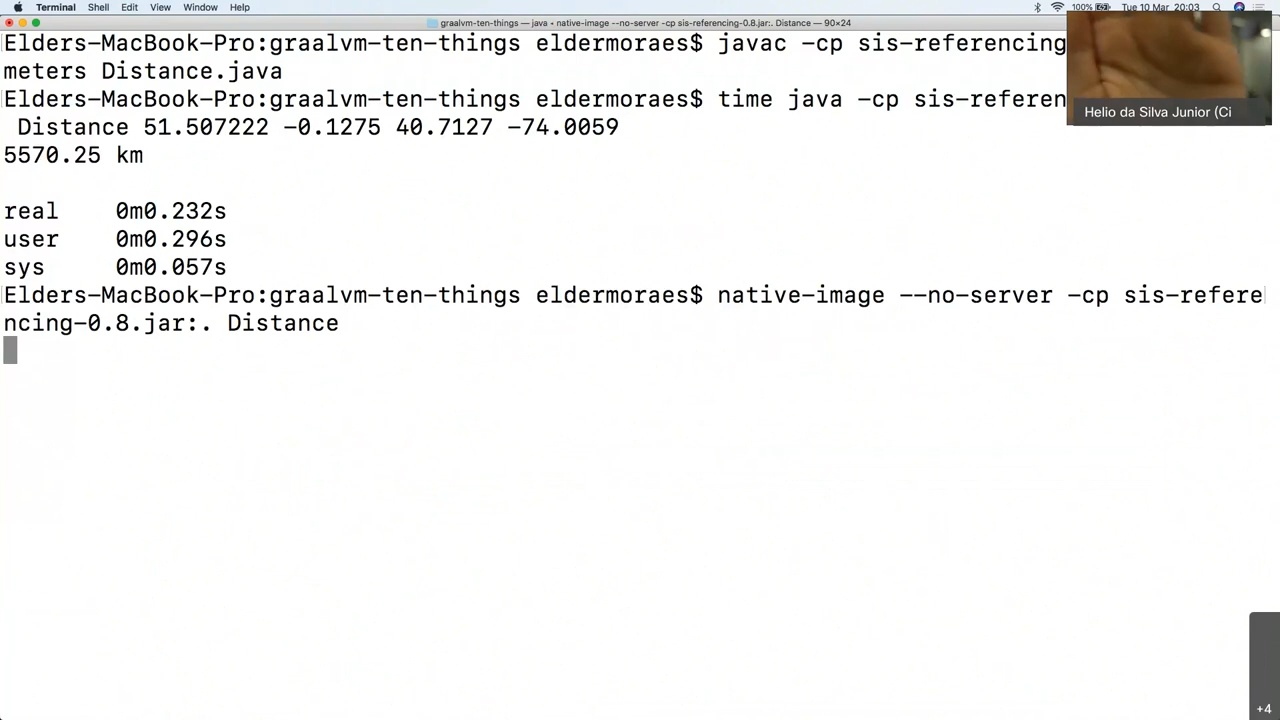 Terminal Shell Edit View Window Help 100% Tue 10 Mar 20:03
graalvm-ten-things — java • native-image --no-server -cp sis-referencing-0.8.jar:. Distance — 90×24
Elders-MacBook-Pro:graalvm-ten-things eldermoraes$ javac -cp sis-referencing
meters Distance.java
Elders-MacBook-Pro:graalvm-ten-things eldermoraes$ time java -cp sis-referen
Distance 51.507222 -0.1275 40.7127 -74.0059
5570.25 km
real 0m0.232s
user 0m0.296s
sys 0m0.057s
Elders-MacBook-Pro:graalvm-ten-things eldermoraes$ native-image --no-server -cp sis-refere
ncing-0.8.jar:. Distance
Helio da Silva Junior (Ci
+4